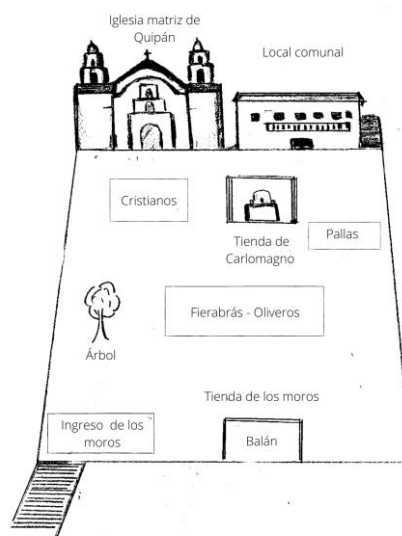 Iglesia matriz de
Quipán
Local comunal
Cristianos
Tienda de
Carlomagno
Pallas
Fierabrás - Oliveros
Árbol
Tienda de los moros
Ingreso de los
moros
Balán